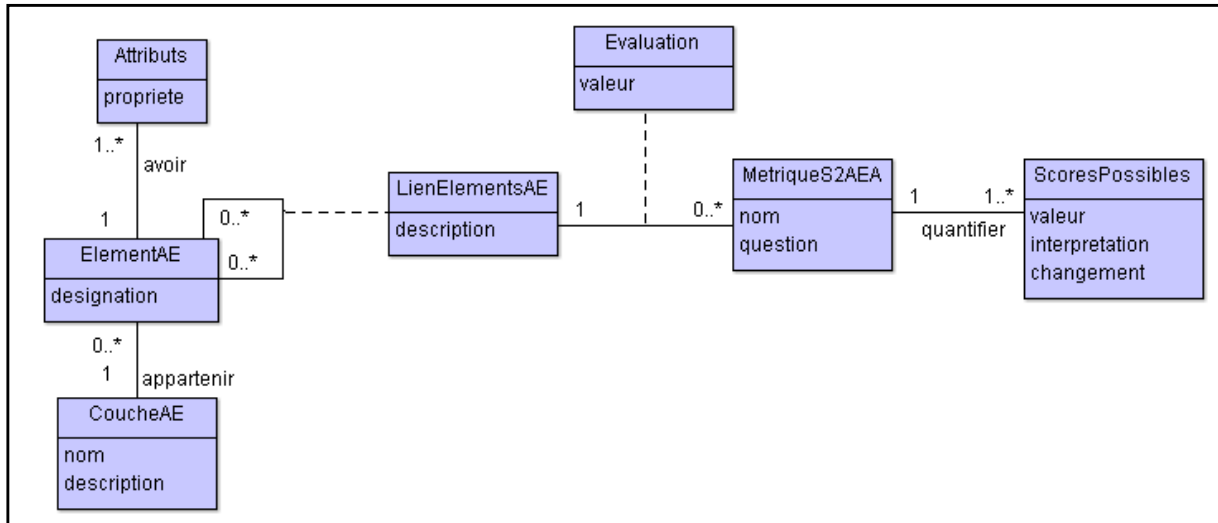 Attributs
propriete
1..*
avoir
1
ElementAE
designation
0..*
0..*
0..*
1
appartenir
CoucheAE
nom
description
LienElementsAE
description
Evaluation
valeur
1
0..*
MetriqueS2AEA
nom
question
1
1..*
quantifier
ScoresPossibles
valeur
interpretation
changement